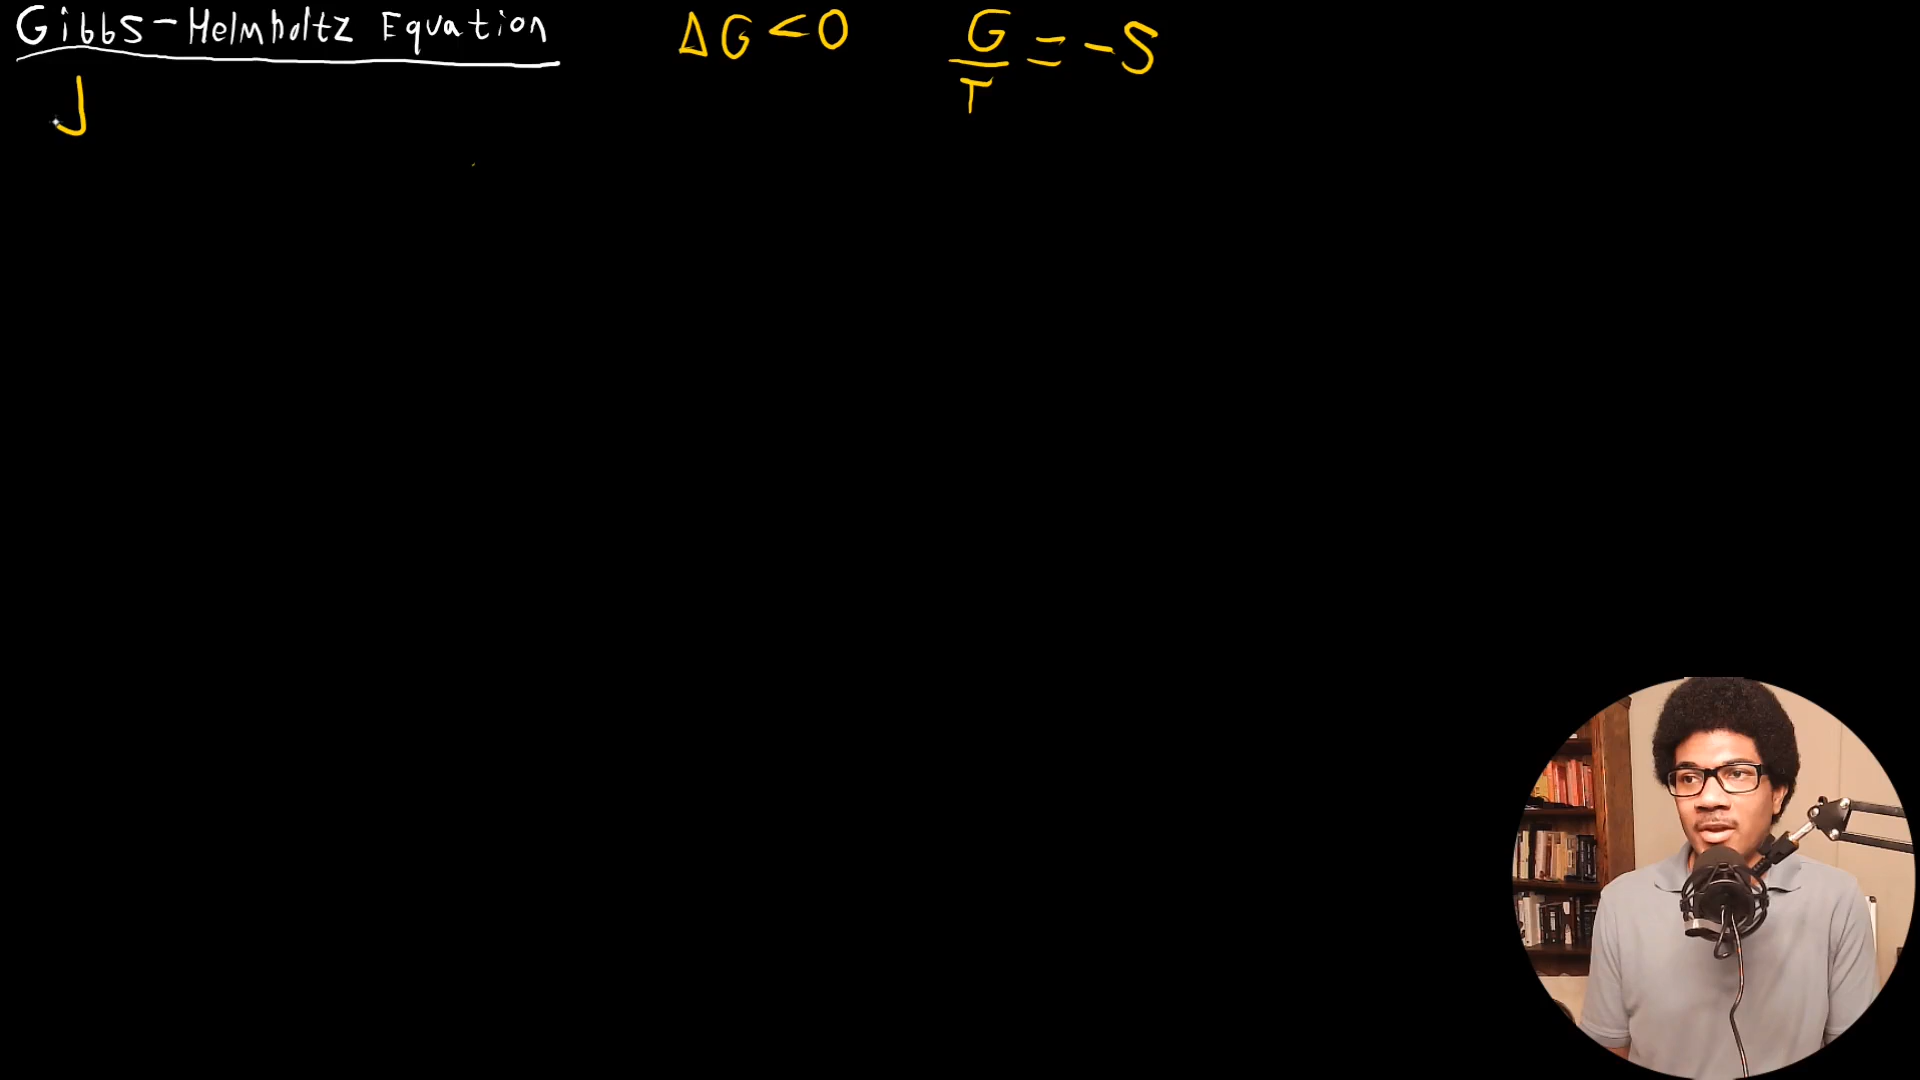 Gibbs-Helmholtz Equation
ΔG<0
G/T = -S
J